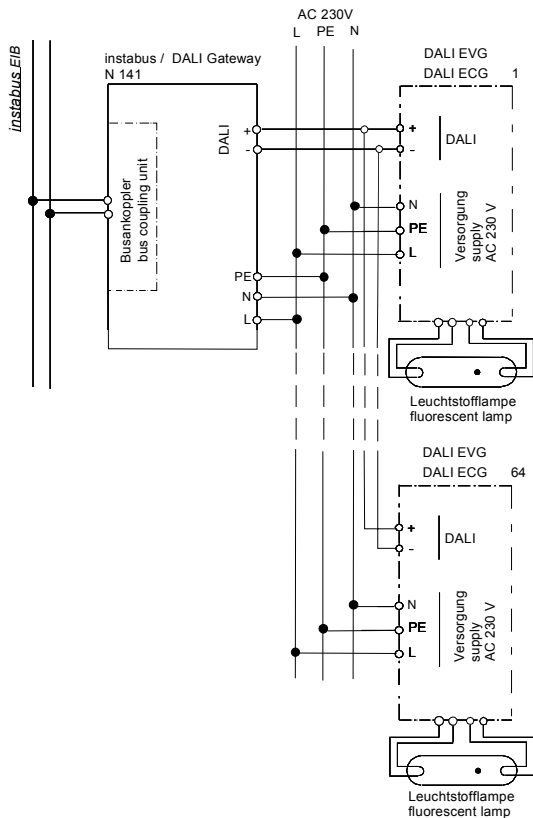 AC 230V
L PE N
instabus EIB
instabus / DALI Gateway
N 141
DALI
+
-
Busankoppler
bus coupling unit
PE
N
L
DALI EVG
DALI ECG 1
+
-
DALI
N
PE
L
Versorgung
supply
AC 230 V
Leuchtstofflampe
fluorescent lamp
DALI EVG
DALI ECG 64
+
-
DALI
N
PE
L
Versorgung
supply
AC 230 V
Leuchtstofflampe
fluorescent lamp